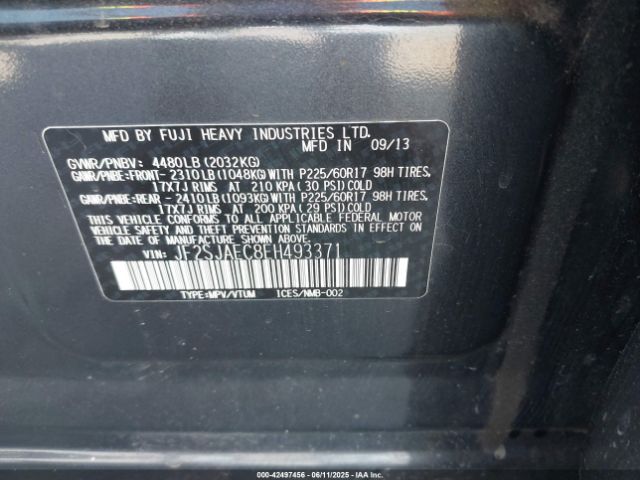 MFD BY FUJI HEAVY INDUSTRIES LTD.
MFD IN 09/13
GVWR/PNBV: 4480LB (2032KG)
GAWR/PNBE:FRONT- 2310LB (1048KG) WITH P225/60R17 98H TIRES,
17X7J RIMS AT 210 KPA (30 PSI) COLD
GAWR/PNBE:REAR - 2410LB (1093KG) WITH P225/60R17 98H TIRES,
17X7J RIMS AT 200 KPA (29 PSI) COLD
THIS VEHICLE CONFORMS TO ALL APPLICABLE FEDERAL MOTOR
VEHICLE SAFETY AND THEFT PREVENTION STANDARDS IN EFFECT ON
THE DATE OF MANUFACTURE SHOWN ABOVE.
VIN: JF2SJAEC8EH493371
TYPE:MPV/VTUM ICES/NMB-002
000-42497456 - 06/11/2025 - IAAI.COM